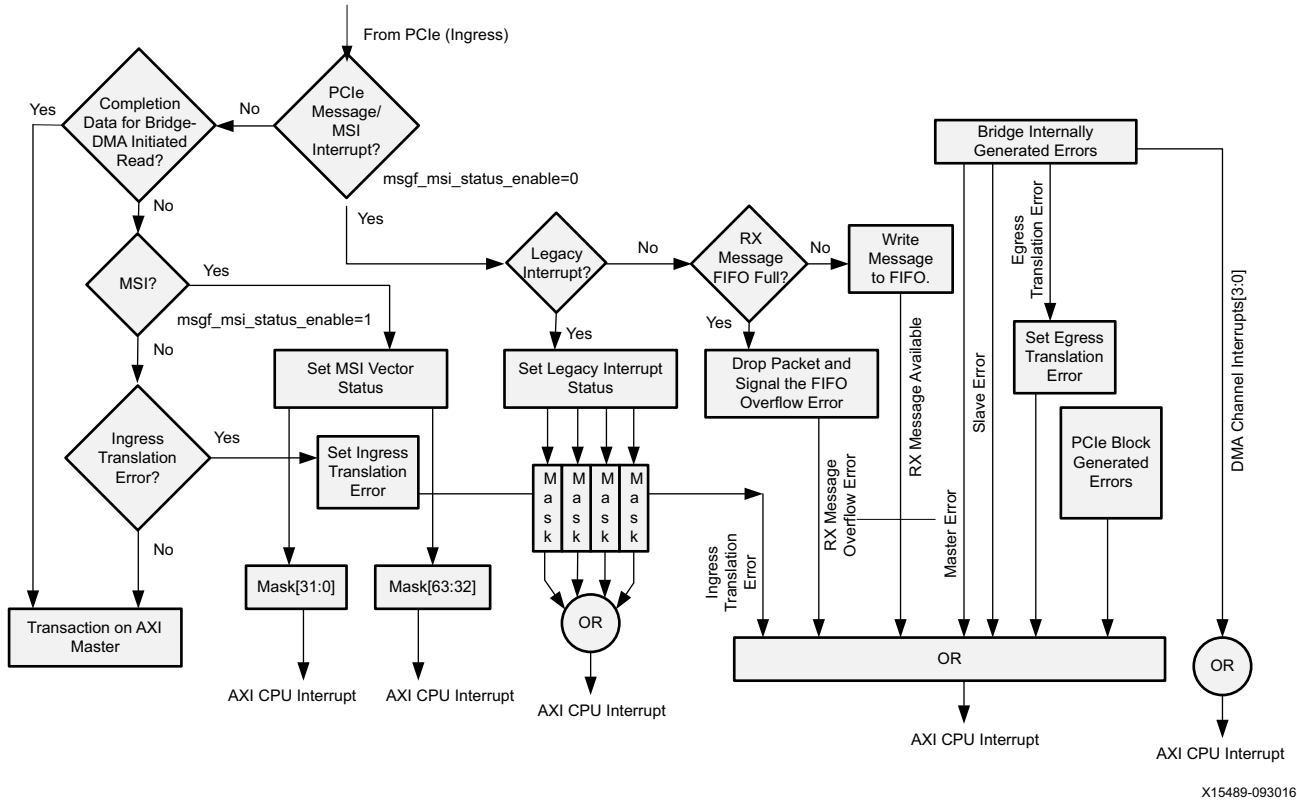 From PCIe (Ingress)
PCIe
Message/
MSI
Interrupt?
No
Completion
Data for Bridge-
DMA Initiated
Read?
Yes
msgf_msi_status_enable=0
Yes
No
MSI?
Yes
msgf_msi_status_enable=1
No
Legacy
Interrupt?
No
RX
Message
FIFO Full?
No
Write
Message
to FIFO.
Yes
Yes
Set MSI Vector
Status
Set Legacy Interrupt
Status
Drop Packet and
Signal the FIFO
Overflow Error
Ingress
Translation
Error?
Yes
Set Ingress
Translation
Error
No
Mask
Mask
Mask
Mask
Mask[31:0]
Mask[63:32]
Transaction on AXI
Master
OR
AXI CPU Interrupt
AXI CPU Interrupt
AXI CPU Interrupt
Ingress
Translation
Error
RX Message
Overflow Error
RX Message Available
Master Error
Slave Error
Bridge Internally
Generated Errors
Egress
Translation Error
Set Egress
Translation
Error
PCIe Block
Generated
Errors
DMA Channel Interrupts[3:0]
OR
OR
AXI CPU Interrupt
AXI CPU Interrupt
X15489-093016